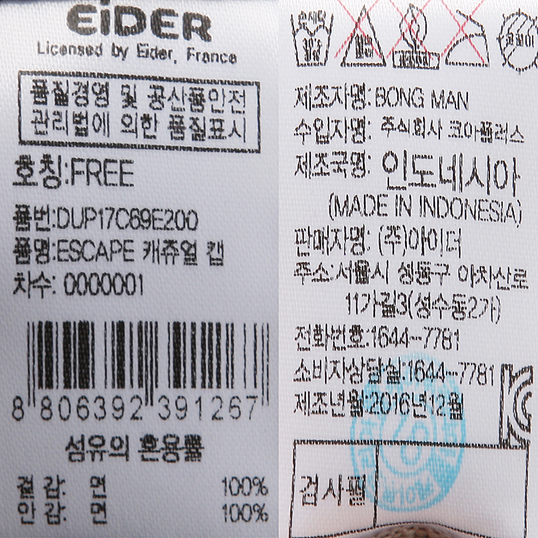 EiDER
Licensed by Eider, France
품질경영 및 공산품안전
관리법에 의한 품질표시
호칭:FREE
품번:DUP17C69E200
품명:ESCAPE 캐쥬얼 캡
차수: 0000001
8 806392 391267
섬유의 혼용률
겉감: 면 100%
안감: 면 100%
제조자명: BONG MAN
수입자명: 주식회사 코아플러스
제조국명: 인도네시아
(MADE IN INDONESIA)
판매자명: (주)아이더
주소:서울시 성동구 아차산로
11가길3(성수동2가)
전화번호:1644-7781
소비자상담실:1644-7781
제조년월:2016년12월
검사필